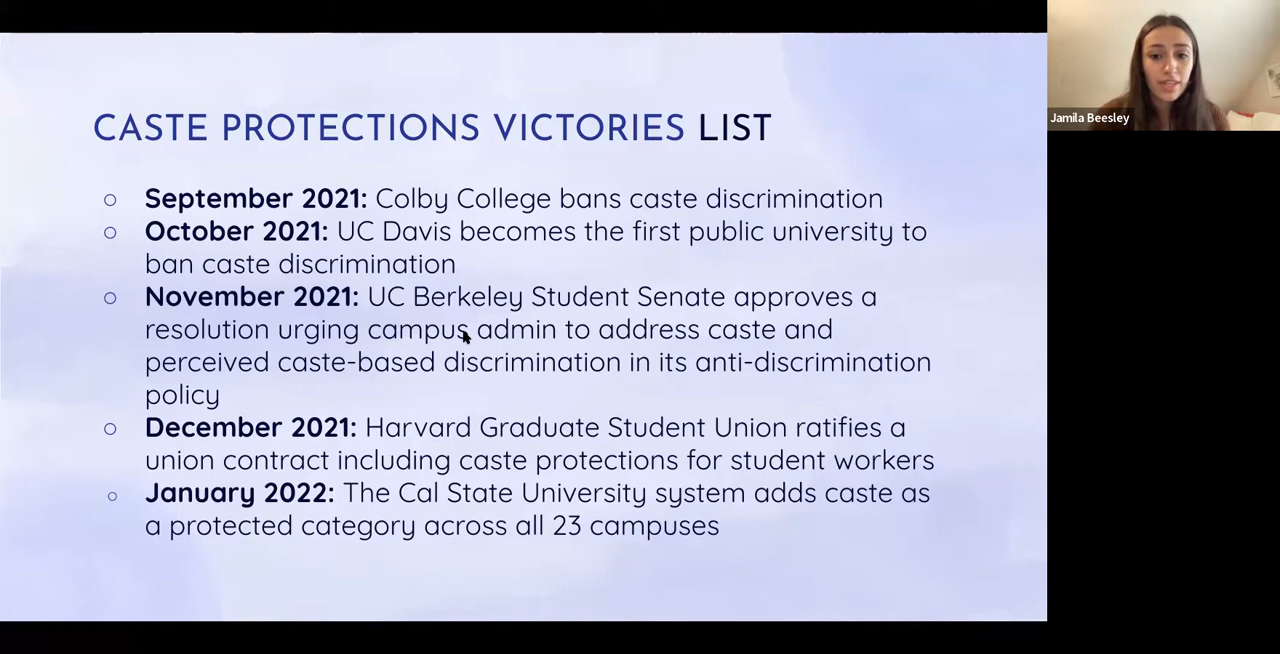 CASTE PROTECTIONS VICTORIES LIST
September 2021: Colby College bans caste discrimination
October 2021: UC Davis becomes the first public university to
ban caste discrimination
November 2021: UC Berkeley Student Senate approves a
resolution urging campus admin to address caste and
perceived caste-based discrimination in its anti-discrimination
policy
December 2021: Harvard Graduate Student Union ratifies a
union contract including caste protections for student workers
January 2022: The Cal State University system adds caste as
a protected category across all 23 campuses
Jamila Beesley